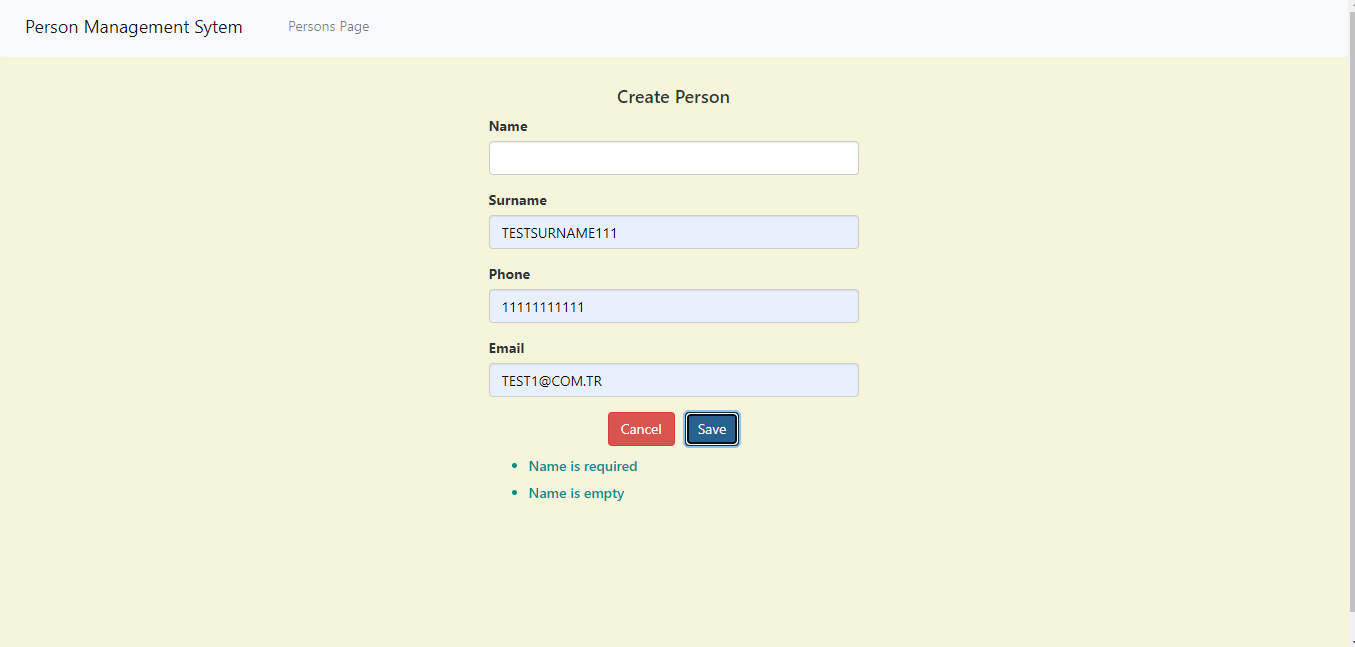 Person Management Sytem Persons Page
Create Person
Name
Surname
TESTSURNAME111
Phone
11111111111
Email
TEST1@COM.TR
Cancel Save
Name is required
Name is empty